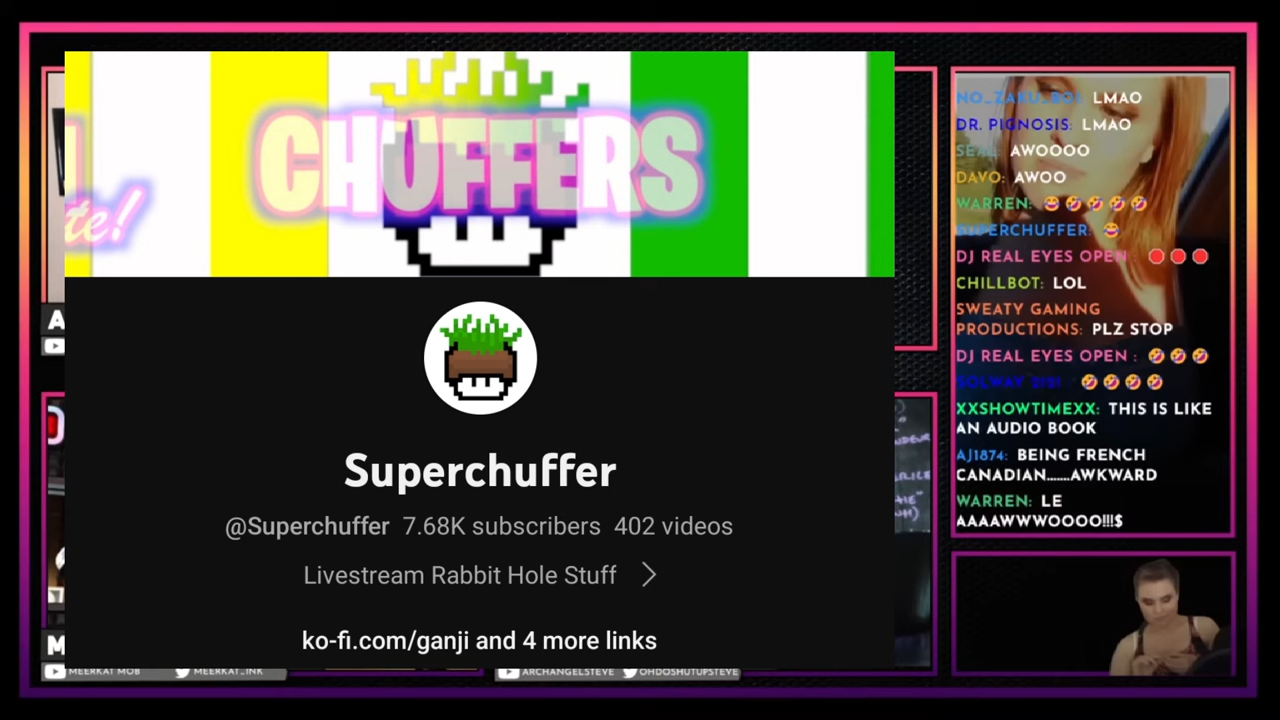 CHUFFERS
te!
Superchuffer
@Superchuffer 7.68K subscribers 402 videos
Livestream Rabbit Hole Stuff
ko-fi.com/ganji and 4 more links
MEERKAT MOB MEERKAT_INK
ARCHANGELSTEVE OHDOSHUTUPSTEVE
LMAO
DR. PIGNOSIS: LMAO
AWOOOO
DAVO: AWOO
WARREN: 😂 🤣 🤣 🤣 🤣
SUPERCHUFFER: 😂
DJ REAL EYES OPEN : 🛑 🛑 🛑
CHILLBOT: LOL
SWEATY GAMING
PRODUCTIONS: PLZ STOP
DJ REAL EYES OPEN : 🤣 🤣 🤣
🤣 🤣 🤣 🤣
XXSHOWTIMEXX: THIS IS LIKE
AN AUDIO BOOK
AJ1874: BEING FRENCH
CANADIAN.......AWKWARD
WARREN: LE
AAAAWWWOOOO!!!$